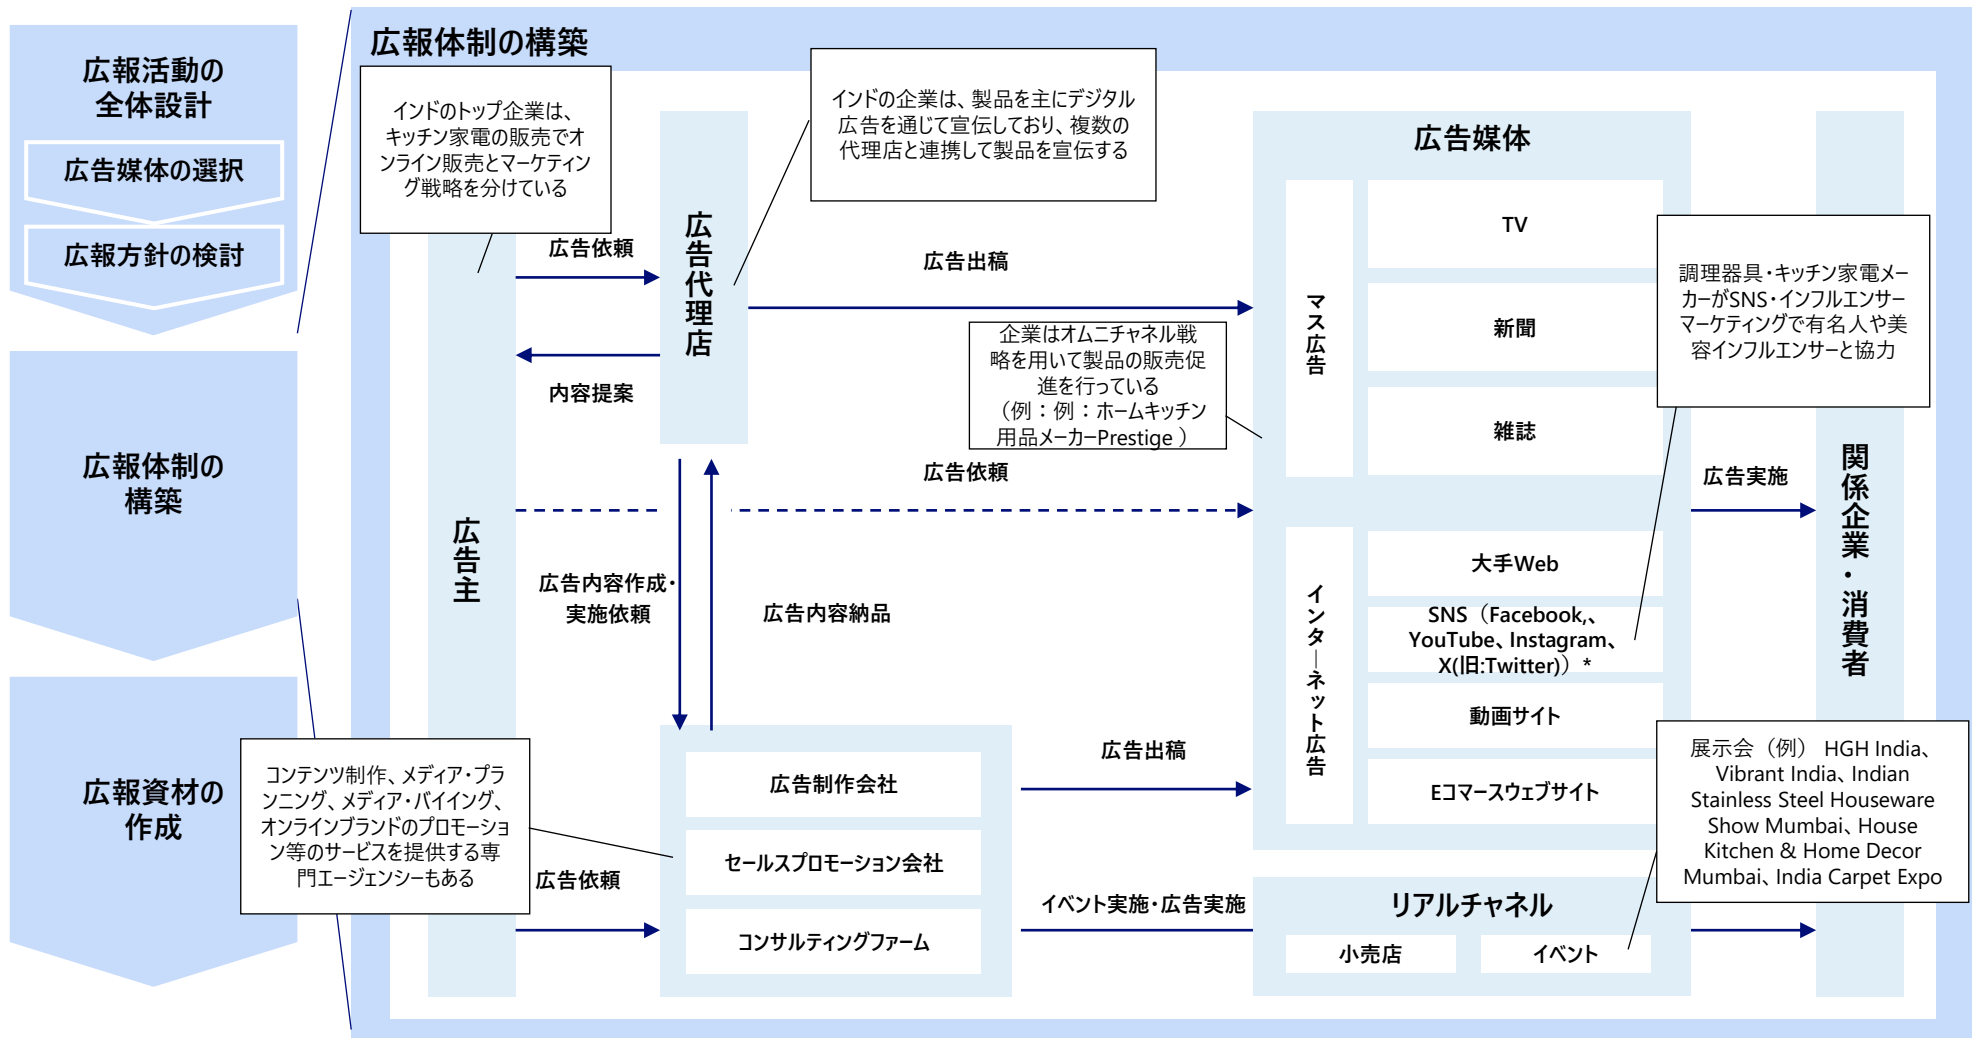 広報活動の
全体設計
広告媒体の選択
広報方針の検討
広報体制の
構築
広報資材の
作成
広報体制の構築
インドのトップ企業は、
キッチン家電の販売でオ
ンライン販売とマーケティン
グ戦略を分けている
広告主
広告依頼
内容提案
広告代理店
インドの企業は、製品を主にデジタル
広告を通じて宣伝しており、複数の
代理店と連携して製品を宣伝する
広告出稿
企業はオムニチャネル戦
略を用いて製品の販売促
進を行っている
（例：例：ホームキッチン
用品メーカーPrestige ）
広告依頼
広告内容作成・
実施依頼
広告内容納品
コンテンツ制作、メディア・プラ
ンニング、メディア・バイイング、
オンラインブランドのプロモーショ
ン等のサービスを提供する専
門エージェンシーもある
広告依頼
広告制作会社
セールスプロモーション会社
コンサルティングファーム
広告出稿
イベント実施・広告実施
広告媒体
マス広告
TV
新聞
雑誌
インターネット広告
大手Web
SNS（Facebook,、
YouTube、Instagram、
X(旧:Twitter)）*
動画サイト
Eコマースウェブサイト
リアルチャネル
小売店
イベント
調理器具・キッチン家電メー
カーがSNS・インフルエンサー
マーケティングで有名人や美
容インフルエンサーと協力
広告実施
関係企業・消費者
展示会（例） HGH India、
Vibrant India、Indian
Stainless Steel Houseware
Show Mumbai、House
Kitchen & Home Decor
Mumbai、India Carpet Expo